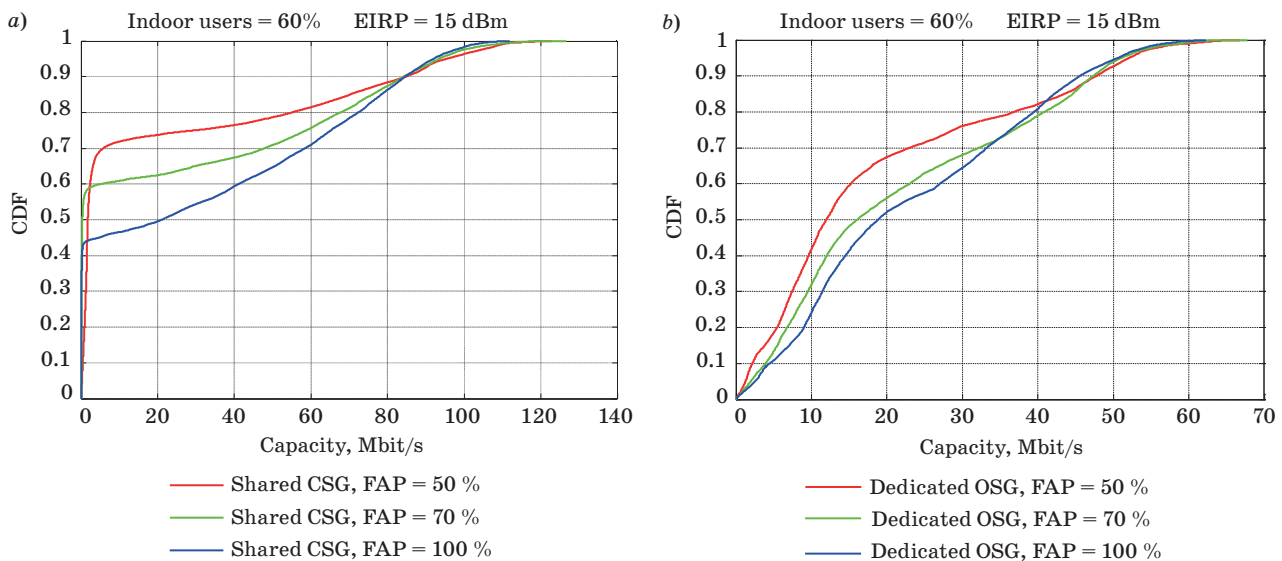 a)
Indoor users = 60% EIRP = 15 dBm
1
0.9
0.8
0.7
0.6
0.5
0.4
0.3
0.2
0.1
0
CDF
0 20 40 60 80 100 120 140
Capacity, Mbit/s
Shared CSG, FAP = 50 %
Shared CSG, FAP = 70 %
Shared CSG, FAP = 100 %
b)
Indoor users = 60% EIRP = 15 dBm
1
0.9
0.8
0.7
0.6
0.5
0.4
0.3
0.2
0.1
0
CDF
0 10 20 30 40 50 60 70
Capacity, Mbit/s
Dedicated OSG, FAP = 50 %
Dedicated OSG, FAP = 70 %
Dedicated OSG, FAP = 100 %